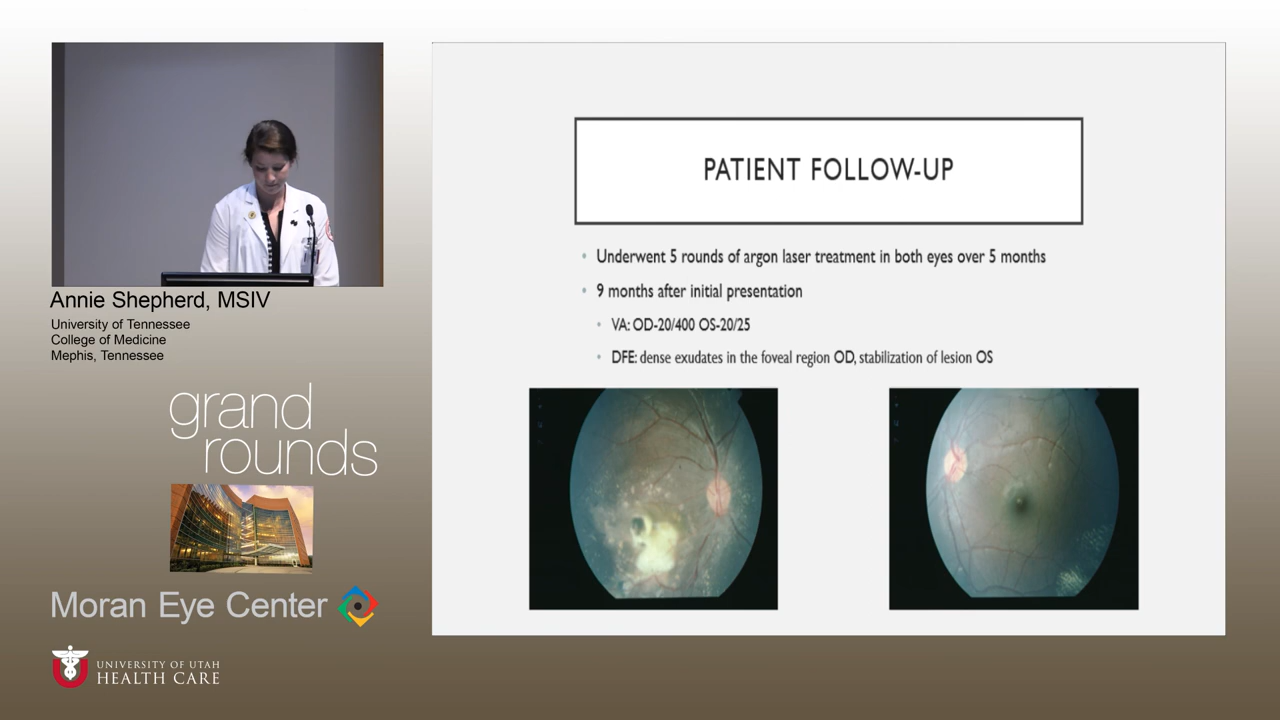 Annie Shepherd, MSIV
University of Tennessee
College of Medicine
Mephis, Tennessee
grand
rounds
Moran Eye Center
UNIVERSITY OF UTAH
HEALTH CARE
PATIENT FOLLOW-UP
Underwent 5 rounds of argon laser treatment in both eyes over 5 months
9 months after initial presentation
VA: OD-20/400 OS-20/25
DFE: dense exudates in the foveal region OD, stabilization of lesion OS